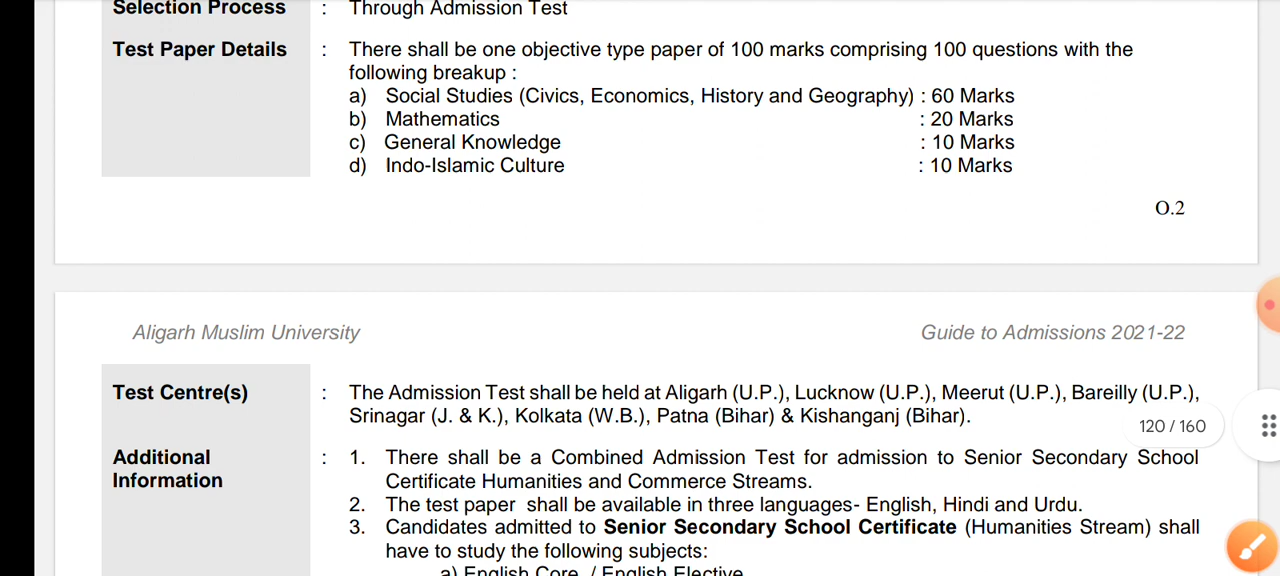 Selection Process : Through Admission Test
Test Paper Details : There shall be one objective type paper of 100 marks comprising 100 questions with the
following breakup :
a) Social Studies (Civics, Economics, History and Geography) : 60 Marks
b) Mathematics : 20 Marks
c) General Knowledge : 10 Marks
d) Indo-Islamic Culture : 10 Marks
O.2
Aligarh Muslim University Guide to Admissions 2021-22
Test Centre(s) : The Admission Test shall be held at Aligarh (U.P.), Lucknow (U.P.), Meerut (U.P.), Bareilly (U.P.),
Srinagar (J. & K.), Kolkata (W.B.), Patna (Bihar) & Kishanganj (Bihar).
120 / 160
Additional : 1. There shall be a Combined Admission Test for admission to Senior Secondary School
Information Certificate Humanities and Commerce Streams.
2. The test paper shall be available in three languages- English, Hindi and Urdu.
3. Candidates admitted to Senior Secondary School Certificate (Humanities Stream) shall
have to study the following subjects:
a) English Core / English Elective